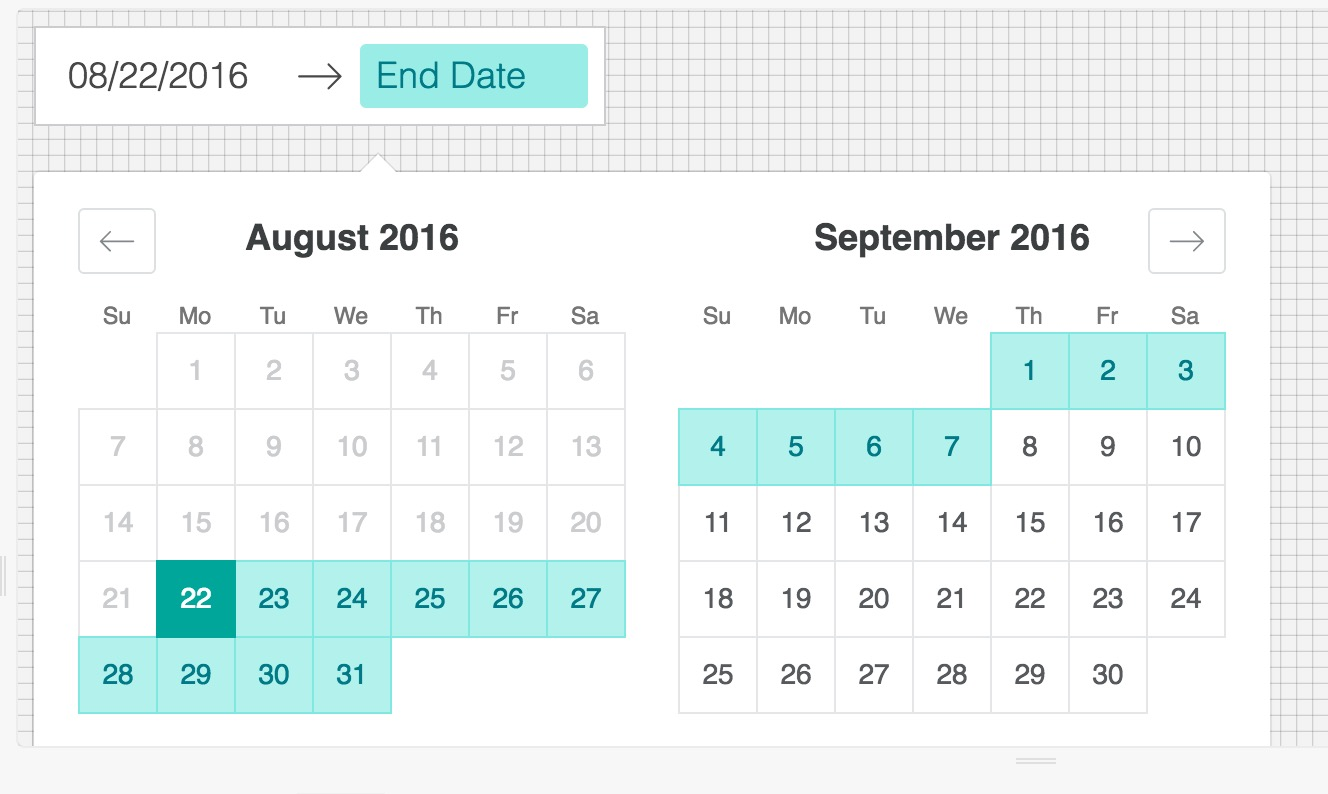 08/22/2016 → End Date
← August 2016
Su Mo Tu We Th Fr Sa
1 2 3 4 5 6
7 8 9 10 11 12 13
14 15 16 17 18 19 20
21 22 23 24 25 26 27
28 29 30 31
September 2016 →
Su Mo Tu We Th Fr Sa
1 2 3
4 5 6 7 8 9 10
11 12 13 14 15 16 17
18 19 20 21 22 23 24
25 26 27 28 29 30